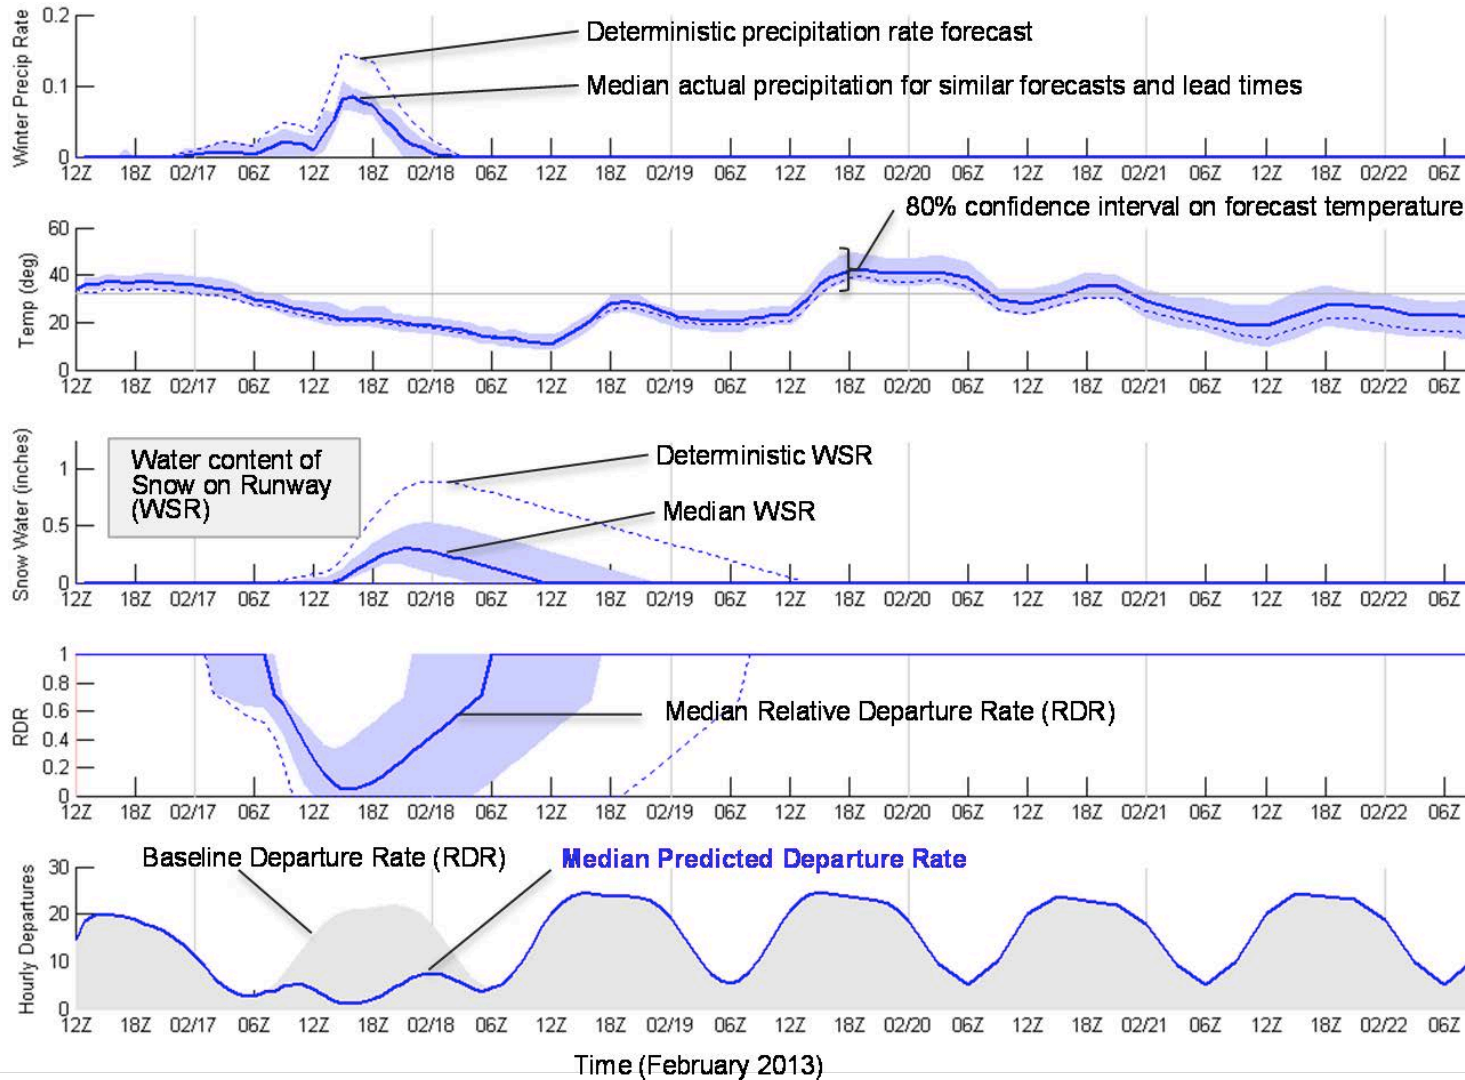 0.2
Deterministic precipitation rate forecast
Winter Precip Rate
0.1
Median actual precipitation for similar forecasts and lead times
0
12Z 18Z 02/17 06Z 12Z 18Z 02/18 06Z 12Z 18Z 02/19 06Z 12Z 18Z 02/20 06Z 12Z 18Z 02/21 06Z 12Z 18Z 02/22 06Z
80% confidence interval on forecast temperature
60
Temp (deg)
40
20
0
12Z 18Z 02/17 06Z 12Z 18Z 02/18 06Z 12Z 18Z 02/19 06Z 12Z 18Z 02/20 06Z 12Z 18Z 02/21 06Z 12Z 18Z 02/22 06Z
Snow Water (inches)
Water content of
Snow on Runway
(WSR)
Deterministic WSR
1
Median WSR
0.5
0
12Z 18Z 02/17 06Z 12Z 18Z 02/18 06Z 12Z 18Z 02/19 06Z 12Z 18Z 02/20 06Z 12Z 18Z 02/21 06Z 12Z 18Z 02/22 06Z
RDR
1
0.8
0.6
Median Relative Departure Rate (RDR)
0.4
0.2
0
12Z 18Z 02/17 06Z 12Z 18Z 02/18 06Z 12Z 18Z 02/19 06Z 12Z 18Z 02/20 06Z 12Z 18Z 02/21 06Z 12Z 18Z 02/22 06Z
Baseline Departure Rate (RDR)
Median Predicted Departure Rate
Hourly Departures
30
20
10
0
12Z 18Z 02/17 06Z 12Z 18Z 02/18 06Z 12Z 18Z 02/19 06Z 12Z 18Z 02/20 06Z 12Z 18Z 02/21 06Z 12Z 18Z 02/22 06Z
Time (February 2013)